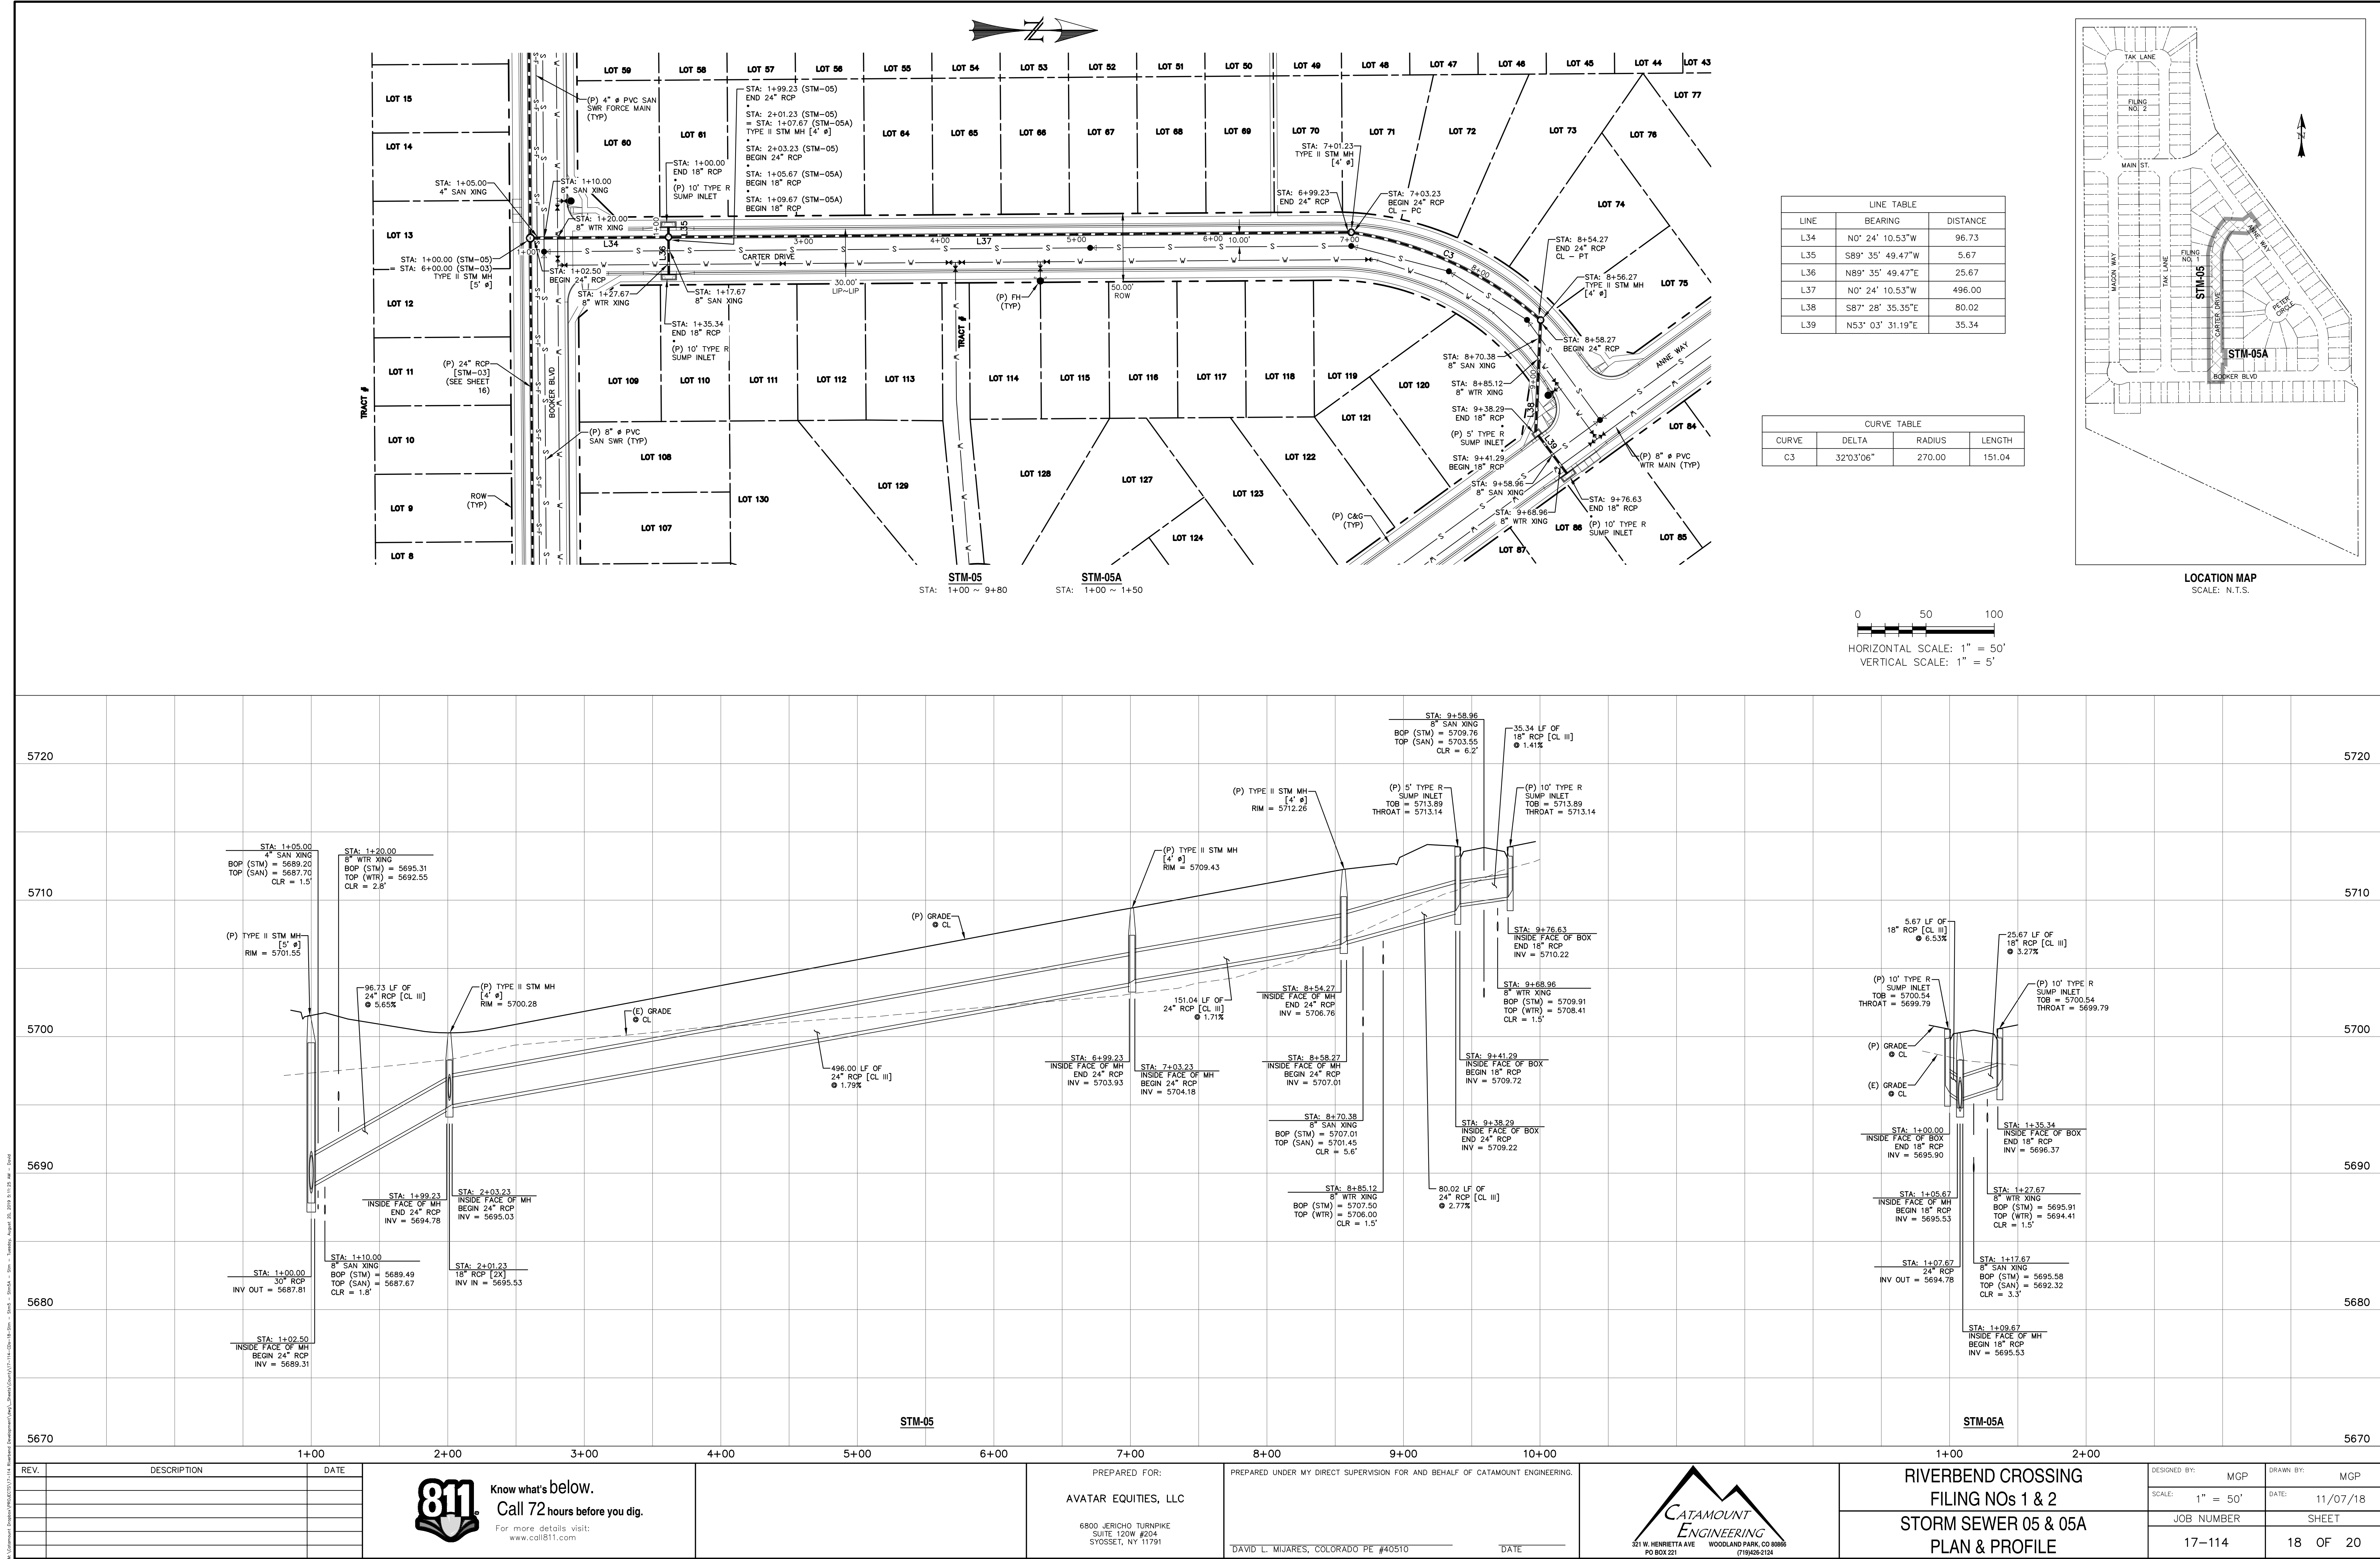 LOT 15
LOT 14
LOT 13
LOT 12
LOT 11
LOT 10
LOT 9
LOT 8
TRACT #
LOT 59
LOT 58
LOT 57
LOT 56
LOT 55
LOT 54
LOT 53
LOT 52
LOT 51
LOT 50
LOT 49
LOT 48
LOT 47
LOT 46
LOT 45
LOT 44
LOT 43
LOT 77
LOT 60
LOT 61
LOT 64
LOT 65
LOT 66
LOT 67
LOT 68
LOT 69
LOT 70
LOT 71
LOT 72
LOT 73
LOT 76
LOT 74
LOT 75
(P) 4" ø PVC SAN
SWR FORCE MAIN
(TYP)
STA: 1+99.23 (STM-05)
END 24" RCP
•
STA: 2+01.23 (STM-05)
= STA: 1+07.67 (STM-05A)
TYPE II STM MH [4' ø]
•
STA: 2+03.23 (STM-05)
BEGIN 24" RCP
•
STA: 1+05.67 (STM-05A)
BEGIN 18" RCP
•
STA: 1+09.67 (STM-05A)
BEGIN 18" RCP
STA: 1+00.00
END 18" RCP
•
(P) 10' TYPE R
SUMP INLET
STA: 1+05.00
4" SAN XING
STA: 1+10.00
8" SAN XING
STA: 1+20.00
8" WTR XING
STA: 1+00.00 (STM-05)
= STA: 6+00.00 (STM-03)
TYPE II STM MH
[5' ø]
STA: 1+02.50
BEGIN 24" RCP
STA: 1+27.67
8" WTR XING
STA: 1+17.67
8" SAN XING
STA: 1+35.34
END 18" RCP
•
(P) 10' TYPE R
SUMP INLET
1+00
L34
1+00
L35
L36
3+00
4+00
L37
5+00
6+00
10.00'
7+00
CARTER DRIVE
30.00'
LIP~LIP
50.00'
ROW
(P) FH
(TYP)
TRACT #
STA: 7+01.23
TYPE II STM MH
[4' ø]
STA: 6+99.23
END 24" RCP
STA: 7+03.23
BEGIN 24" RCP
CL - PC
C3
8+00
STA: 8+54.27
END 24" RCP
CL - PT
STA: 8+56.27
TYPE II STM MH
[4' ø]
STA: 8+58.27
BEGIN 24" RCP
STA: 8+70.38
8" SAN XING
STA: 8+85.12
8" WTR XING
STA: 9+38.29
END 18" RCP
•
(P) 5' TYPE R
SUMP INLET
•
STA: 9+41.29
BEGIN 18" RCP
9+00
L38
L39
ANNE WAY
STA: 9+58.96
8" SAN XING
STA: 9+68.96
8" WTR XING
STA: 9+76.63
END 18" RCP
•
(P) 10' TYPE R
SUMP INLET
(P) 8" ø PVC
WTR MAIN (TYP)
(P) C&G
(TYP)
(P) 24" RCP
[STM-03]
(SEE SHEET
16)
BOOKER BLVD
(P) 8" ø PVC
SAN SWR (TYP)
ROW
(TYP)
LOT 109
LOT 110
LOT 111
LOT 112
LOT 113
LOT 114
LOT 115
LOT 116
LOT 117
LOT 118
LOT 119
LOT 120
LOT 121
LOT 108
LOT 107
LOT 130
LOT 129
LOT 128
LOT 127
LOT 122
LOT 123
LOT 124
LOT 84
LOT 85
LOT 86
LOT 87
STM-05
STA: 1+00 ~ 9+80
STM-05A
STA: 1+00 ~ 1+50
LINE TABLE
LINE BEARING DISTANCE
L34 N0° 24' 10.53"W 96.73
L35 S89° 35' 49.47"W 5.67
L36 N89° 35' 49.47"E 25.67
L37 N0° 24' 10.53"W 496.00
L38 S87° 28' 35.35"E 80.02
L39 N53° 03' 31.19"E 35.34
CURVE TABLE
CURVE DELTA RADIUS LENGTH
C3 32°03'06" 270.00 151.04
TAK LANE
FILING
NO. 2
MAIN ST.
MADON WAY
TAK LANE
FILING
NO. 1
STM-05
CARTER DRIVE
ANNE WAY
PETER
CIRCLE
STM-05A
BOOKER BLVD
N
LOCATION MAP
SCALE: N.T.S.
0 50 100
HORIZONTAL SCALE: 1" = 50'
VERTICAL SCALE: 1" = 5'
5720
5710
5700
5690
5680
5670
STA: 1+05.00
4" SAN XING
BOP (STM) = 5689.20
TOP (SAN) = 5687.70
CLR = 1.5'
STA: 1+20.00
8" WTR XING
BOP (STM) = 5695.31
TOP (WTR) = 5692.55
CLR = 2.8'
(P) TYPE II STM MH
[5' ø]
RIM = 5701.55
96.73 LF OF
24" RCP [CL III]
@ 5.65%
(P) TYPE II STM MH
[4' ø]
RIM = 5700.28
(E) GRADE
@ CL
(P) GRADE
@ CL
496.00 LF OF
24" RCP [CL III]
@ 1.79%
STA: 1+99.23
INSIDE FACE OF MH
END 24" RCP
INV = 5694.78
STA: 2+03.23
INSIDE FACE OF MH
BEGIN 24" RCP
INV = 5695.03
STA: 1+10.00
8" SAN XING
BOP (STM) = 5689.49
TOP (SAN) = 5687.67
CLR = 1.8'
STA: 2+01.23
18" RCP [2X]
INV IN = 5695.53
STA: 1+00.00
30" RCP
INV OUT = 5687.81
STA: 1+02.50
INSIDE FACE OF MH
BEGIN 24" RCP
INV = 5689.31
(P) TYPE II STM MH
[4' ø]
RIM = 5709.43
151.04 LF OF
24" RCP [CL III]
@ 1.71%
STA: 6+99.23
INSIDE FACE OF MH
END 24" RCP
INV = 5703.93
STA: 7+03.23
INSIDE FACE OF MH
BEGIN 24" RCP
INV = 5704.18
(P) TYPE II STM MH
[4' ø]
RIM = 5712.26
STA: 8+54.27
INSIDE FACE OF MH
END 24" RCP
INV = 5706.76
STA: 8+58.27
INSIDE FACE OF MH
BEGIN 24" RCP
INV = 5707.01
STA: 8+70.38
8" SAN XING
BOP (STM) = 5707.01
TOP (SAN) = 5701.45
CLR = 5.6'
STA: 8+85.12
8" WTR XING
BOP (STM) = 5707.50
TOP (WTR) = 5706.00
CLR = 1.5'
STA: 9+58.96
8" SAN XING
BOP (STM) = 5709.76
TOP (SAN) = 5703.55
CLR = 6.2'
35.34 LF OF
18" RCP [CL III]
@ 1.41%
(P) 5' TYPE R
SUMP INLET
TOB = 5713.89
THROAT = 5713.14
(P) 10' TYPE R
SUMP INLET
TOB = 5713.89
THROAT = 5713.14
STA: 9+76.63
INSIDE FACE OF BOX
END 18" RCP
INV = 5710.22
STA: 9+68.96
8" WTR XING
BOP (STM) = 5709.91
TOP (WTR) = 5708.41
CLR = 1.5'
STA: 9+41.29
INSIDE FACE OF BOX
BEGIN 18" RCP
INV = 5709.72
STA: 9+38.29
INSIDE FACE OF BOX
END 24" RCP
INV = 5709.22
80.02 LF OF
24" RCP [CL III]
@ 2.77%
5.67 LF OF
18" RCP [CL III]
@ 6.53%
25.67 LF OF
18" RCP [CL III]
@ 3.27%
(P) 10' TYPE R
SUMP INLET
TOB = 5700.54
THROAT = 5699.79
(P) 10' TYPE R
SUMP INLET
TOB = 5700.54
THROAT = 5699.79
(P) GRADE
@ CL
(E) GRADE
@ CL
STA: 1+00.00
INSIDE FACE OF BOX
END 18" RCP
INV = 5695.90
STA: 1+35.34
INSIDE FACE OF BOX
END 18" RCP
INV = 5696.37
STA: 1+05.67
INSIDE FACE OF MH
BEGIN 18" RCP
INV = 5695.53
STA: 1+27.67
8" WTR XING
BOP (STM) = 5695.91
TOP (WTR) = 5694.41
CLR = 1.5'
STA: 1+07.67
24" RCP
INV OUT = 5694.78
STA: 1+17.67
8" SAN XING
BOP (STM) = 5695.58
TOP (SAN) = 5692.32
CLR = 3.3'
STA: 1+09.67
INSIDE FACE OF MH
BEGIN 18" RCP
INV = 5695.53
5720
5710
5700
5690
5680
5670
STM-05
STM-05A
1+00 2+00 3+00 4+00 5+00 6+00 7+00 8+00 9+00 10+00 1+00 2+00
REV. DESCRIPTION DATE
811
Know what's below.
Call 72 hours before you dig.
For more details visit:
www.call811.com
PREPARED FOR:
AVATAR EQUITIES, LLC
6800 JERICHO TURNPIKE
SUITE 120W #204
SYOSSET, NY 11791
PREPARED UNDER MY DIRECT SUPERVISION FOR AND BEHALF OF CATAMOUNT ENGINEERING.
DAVID L. MIJARES, COLORADO PE #40510 DATE
CATAMOUNT
ENGINEERING
321 W. HENRIETTA AVE WOODLAND PARK, CO 80866
PO BOX 221 (719)426-2124
RIVERBEND CROSSING
FILING NOs 1 & 2
STORM SEWER 05 & 05A
PLAN & PROFILE
DESIGNED BY: MGP
DRAWN BY: MGP
SCALE: 1" = 50'
DATE: 11/07/18
JOB NUMBER
17-114
SHEET
18 OF 20